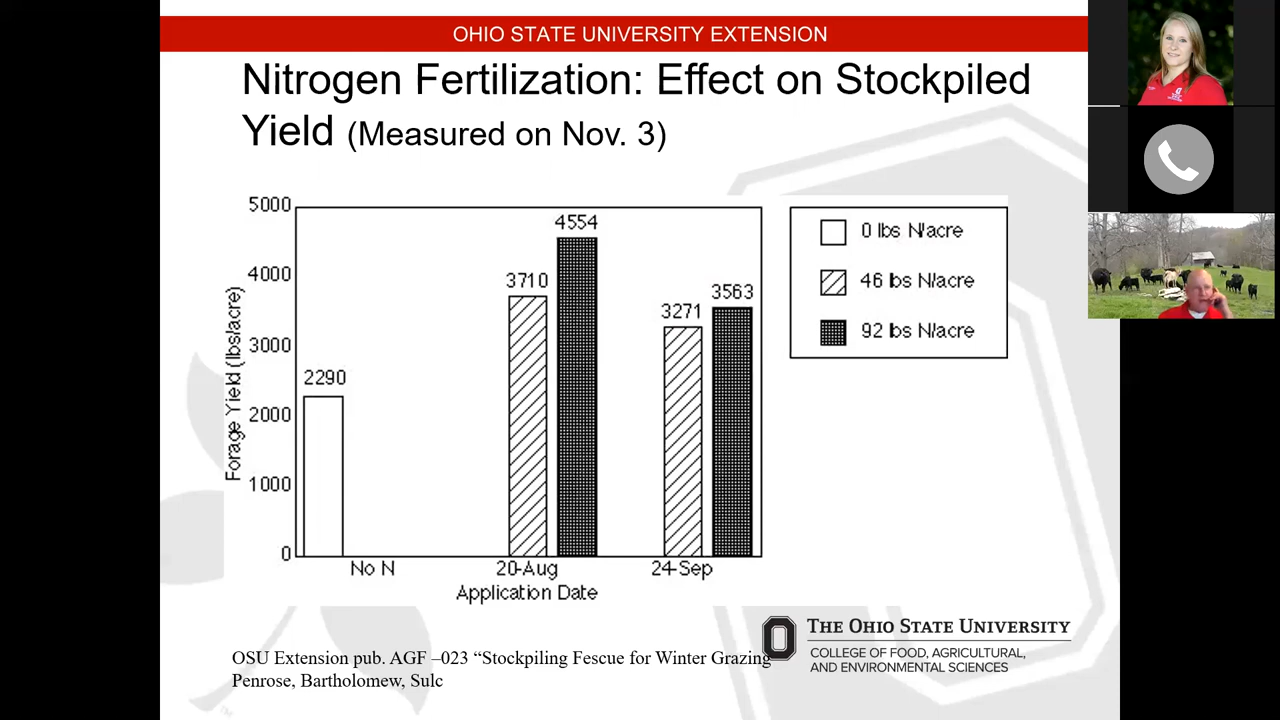 OHIO STATE UNIVERSITY EXTENSION
Nitrogen Fertilization: Effect on Stockpiled
Yield (Measured on Nov. 3)
Forage Yield (lbs/acre)
5000
4000
3000
2000
1000
0
2290
3710
4554
3271
3563
No N
20-Aug
24-Sep
Application Date
0 lbs N/acre
46 lbs N/acre
92 lbs N/acre
OSU Extension pub. AGF –023 “Stockpiling Fescue for Winter Grazing
Penrose, Bartholomew, Sulc
THE OHIO STATE UNIVERSITY
COLLEGE OF FOOD, AGRICULTURAL,
AND ENVIRONMENTAL SCIENCES